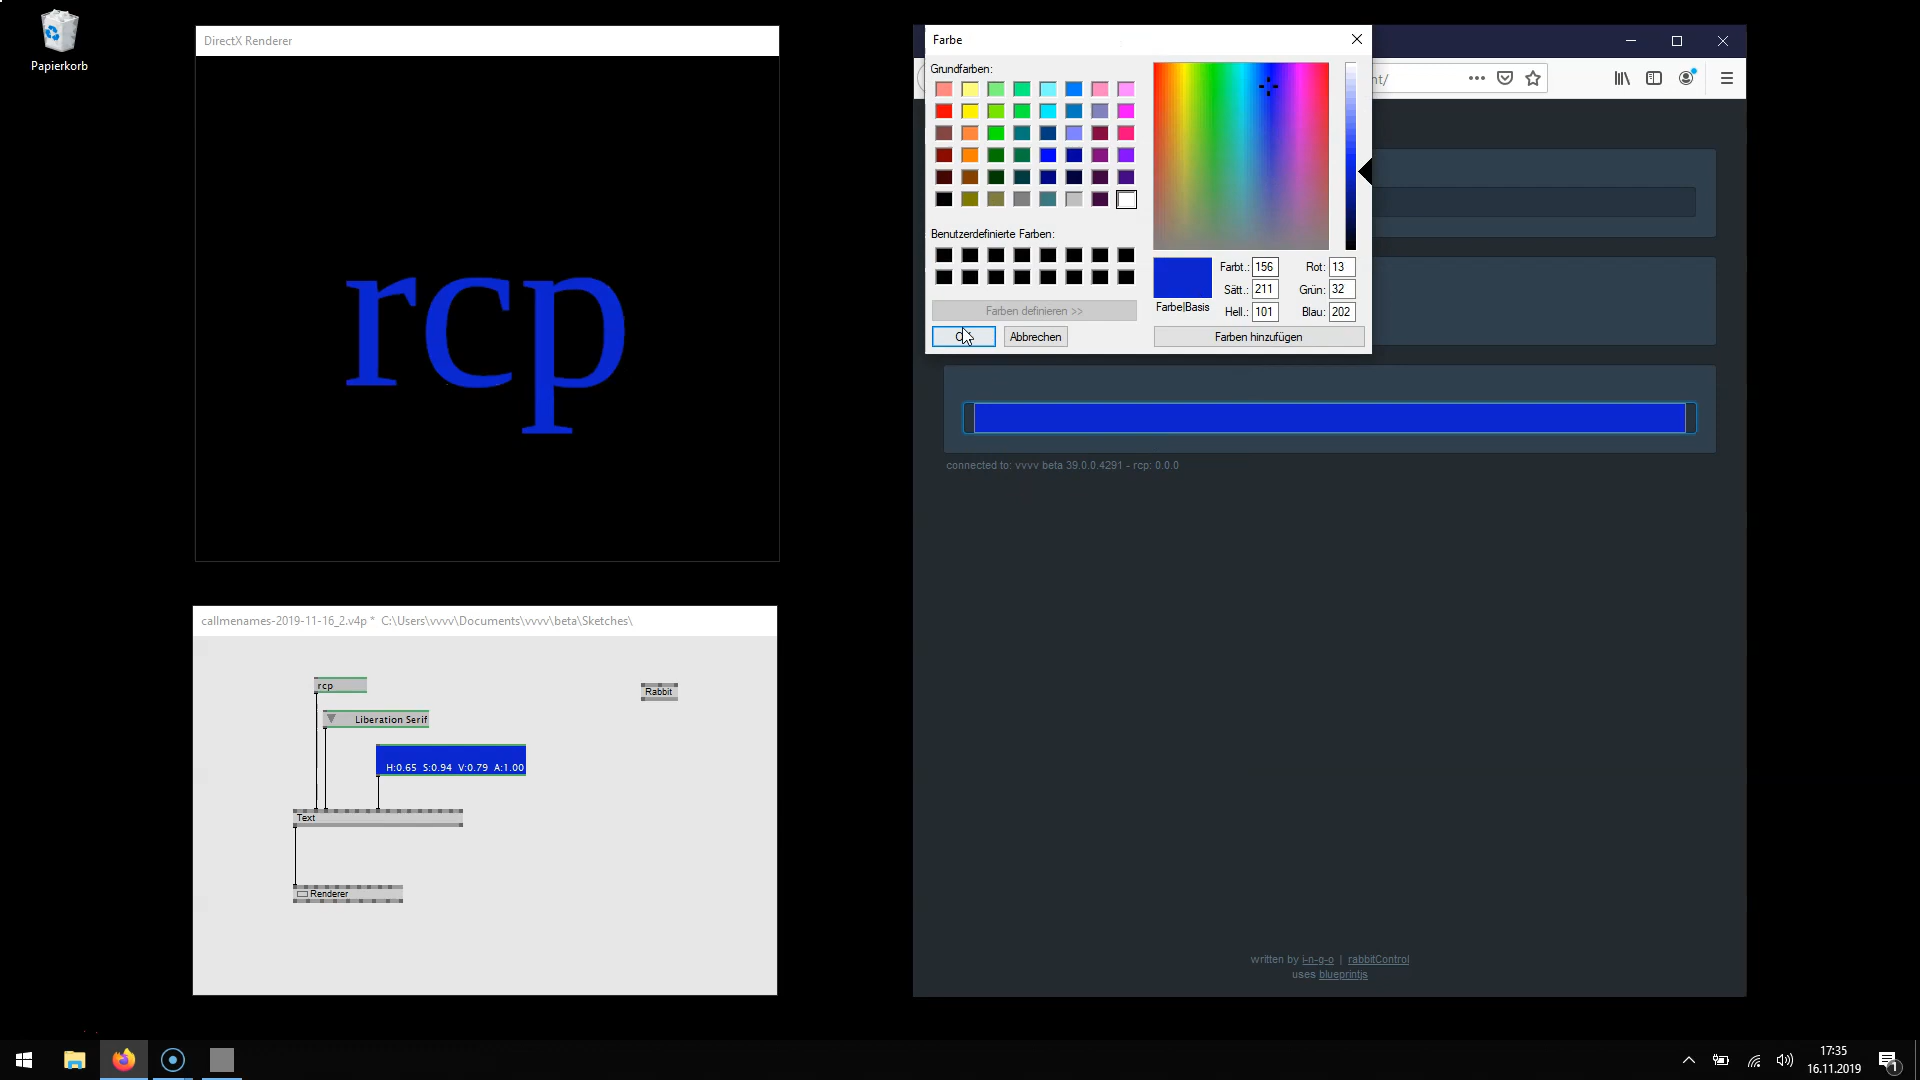 Papierkorb
DirectX Renderer
rcp
callmenames-2019-11-16_2.v4p *  C:\Users\vvvv\Documents\vvvv\beta\Sketches\
rcp
Rabbit
Liberation Serif
H:0.65 S:0.94 V:0.79 A:1.00
Text
Renderer
Farbe
Grundfarben:
Benutzerdefinierte Farben:
Farben definieren >>
Abbrechen
Farbe|Basis
Farbt.: 156
Sätt.: 211
Hell.: 101
Rot: 13
Grün: 32
Blau: 202
Farben hinzufügen
nt/
connected to: vvvv beta 39.0.0.4291 - rcp: 0.0.0
written by i-n-g-o | rabbitControl
uses blueprintjs
17:35
16.11.2019
1